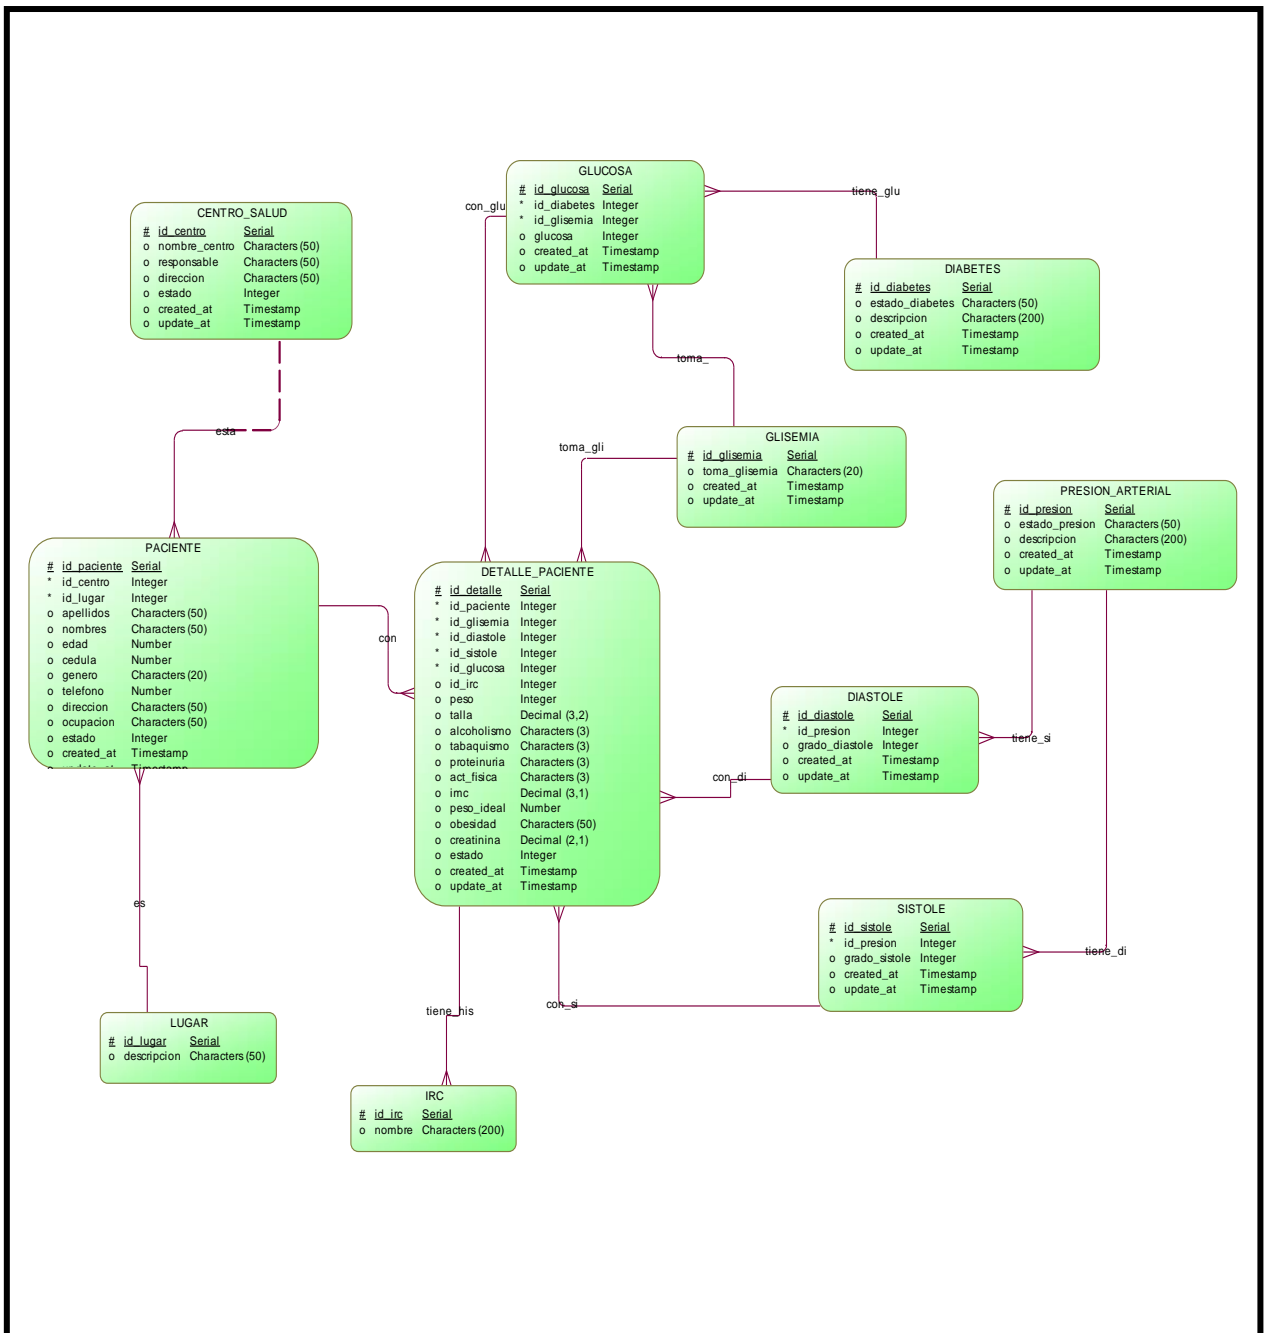 GLUCOSA
# id_glucosa Serial
* id_diabetes Integer
* id_glisemia Integer
o glucosa Integer
o created_at Timestamp
o update_at Timestamp
con_glu
tiene_glu
CENTRO_SALUD
# id_centro Serial
o nombre_centro Characters (50)
o responsable Characters (50)
o direccion Characters (50)
o estado Integer
o created_at Timestamp
o update_at Timestamp
DIABETES
# id_diabetes Serial
o estado_diabetes Characters (50)
o descripcion Characters (200)
o created_at Timestamp
o update_at Timestamp
toma_
esta
toma_gli
GLISEMIA
# id_glisemia Serial
o toma_glisemia Characters (20)
o created_at Timestamp
o update_at Timestamp
PRESION_ARTERIAL
# id_presion Serial
o estado_presion Characters (50)
o descripcion Characters (200)
o created_at Timestamp
o update_at Timestamp
PACIENTE
# id_paciente Serial
* id_centro Integer
* id_lugar Integer
o apellidos Characters (50)
o nombres Characters (50)
o edad Number
o cedula Number
o genero Characters (20)
o telefono Number
o direccion Characters (50)
o ocupacion Characters (50)
o estado Integer
o created_at Timestamp
o update_at Timestamp
con
DETALLE_PACIENTE
# id_detalle Serial
* id_paciente Integer
* id_glisemia Integer
* id_diastole Integer
* id_sistole Integer
* id_glucosa Integer
o id_irc Integer
o peso Integer
o talla Decimal (3,2)
o alcoholismo Characters (3)
o tabaquismo Characters (3)
o proteinuria Characters (3)
o act_fisica Characters (3)
o imc Decimal (3,1)
o peso_ideal Number
o obesidad Characters (50)
o creatinina Decimal (2,1)
o estado Integer
o created_at Timestamp
o update_at Timestamp
DIASTOLE
# id_diastole Serial
* id_presion Integer
o grado_diastole Integer
o created_at Timestamp
o update_at Timestamp
tiene_si
con_di
es
SISTOLE
# id_sistole Serial
* id_presion Integer
o grado_sistole Integer
o created_at Timestamp
o update_at Timestamp
tiene_di
con_si
tiene_his
LUGAR
# id_lugar Serial
o descripcion Characters (50)
IRC
# id_irc Serial
o nombre Characters (200)